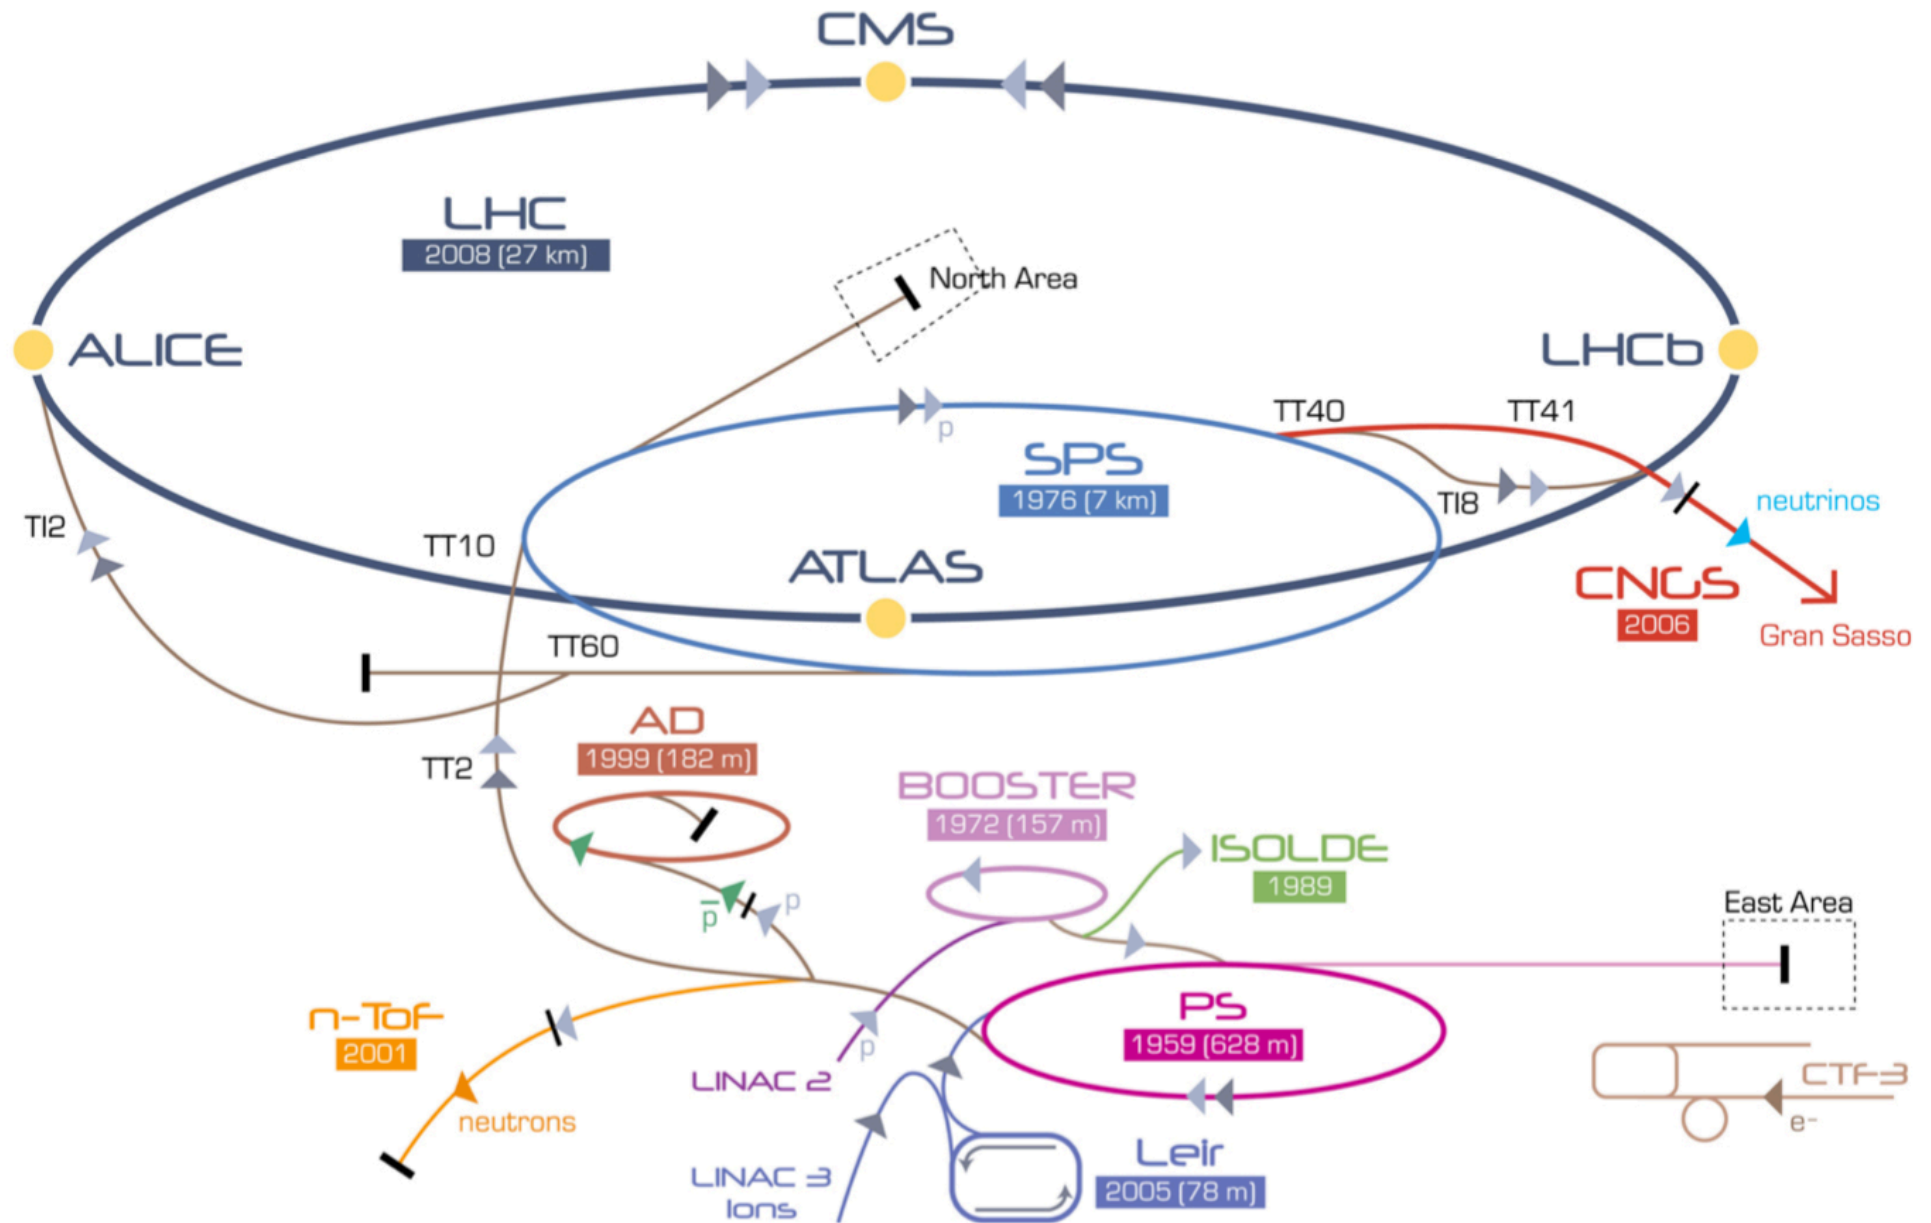 CMS
LHC
2008 (27 km)
North Area
ALICE
LHCb
TT40
TT41
p
SPS
1976 (7 km)
TI8
neutrinos
TI2
TT10
ATLAS
CNGS
2006
Gran Sasso
TT60
AD
1999 (182 m)
TT2
BOOSTER
1972 (157 m)
ISOLDE
1989
p̅
p
East Area
n-ToF
2001
PS
1959 (628 m)
p
LINAC 2
CTF3
e⁻
neutrons
LINAC 3
Ions
Leir
2005 (78 m)